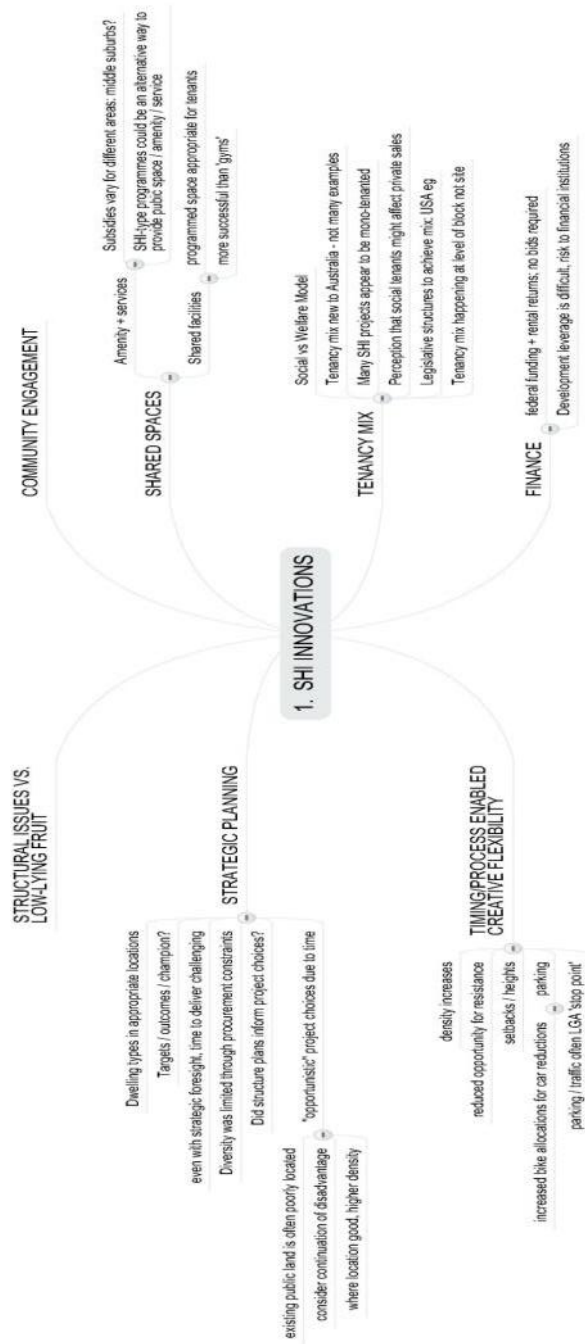 1. SHI INNOVATIONS
STRUCTURAL ISSUES VS.
LOW-LYING FRUIT
STRATEGIC PLANNING
Dwelling types in appropriate locations
Targets / outcomes / champion?
even with strategic foresight, time to deliver challenging
Diversity was limited through procurement constraints
Did structure plans inform project choices?
"opportunistic" project choices due to time
existing public land is often poorly located
consider continuation of disadvantage
where location good, higher density
TIMING/PROCESS ENABLED
CREATIVE FLEXIBILITY
density increases
reduced opportunity for resistance
setbacks / heights
parking
increased bike allocations for car reductions
parking / traffic often LGA 'stop point'
COMMUNITY ENGAGEMENT
SHARED SPACES
Amenity + services
Subsidies vary for different areas: middle suburbs?
SHI-type programmes could be an alternative way to
provide pubic space / amenity / service
Shared facilities
programmed space appropriate for tenants
more successful than 'gyms'
TENANCY MIX
Social vs Welfare Model
Tenancy mix new to Australia - not many examples
Many SHI projects appear to be mono-tenanted
Perception that social tenants might affect private sales
Legislative structures to achieve mix: USA eg
Tenancy mix happening at level of block not site
FINANCE
federal funding + rental returns; no bids required
Development leverage is difficult, risk to financial institutions